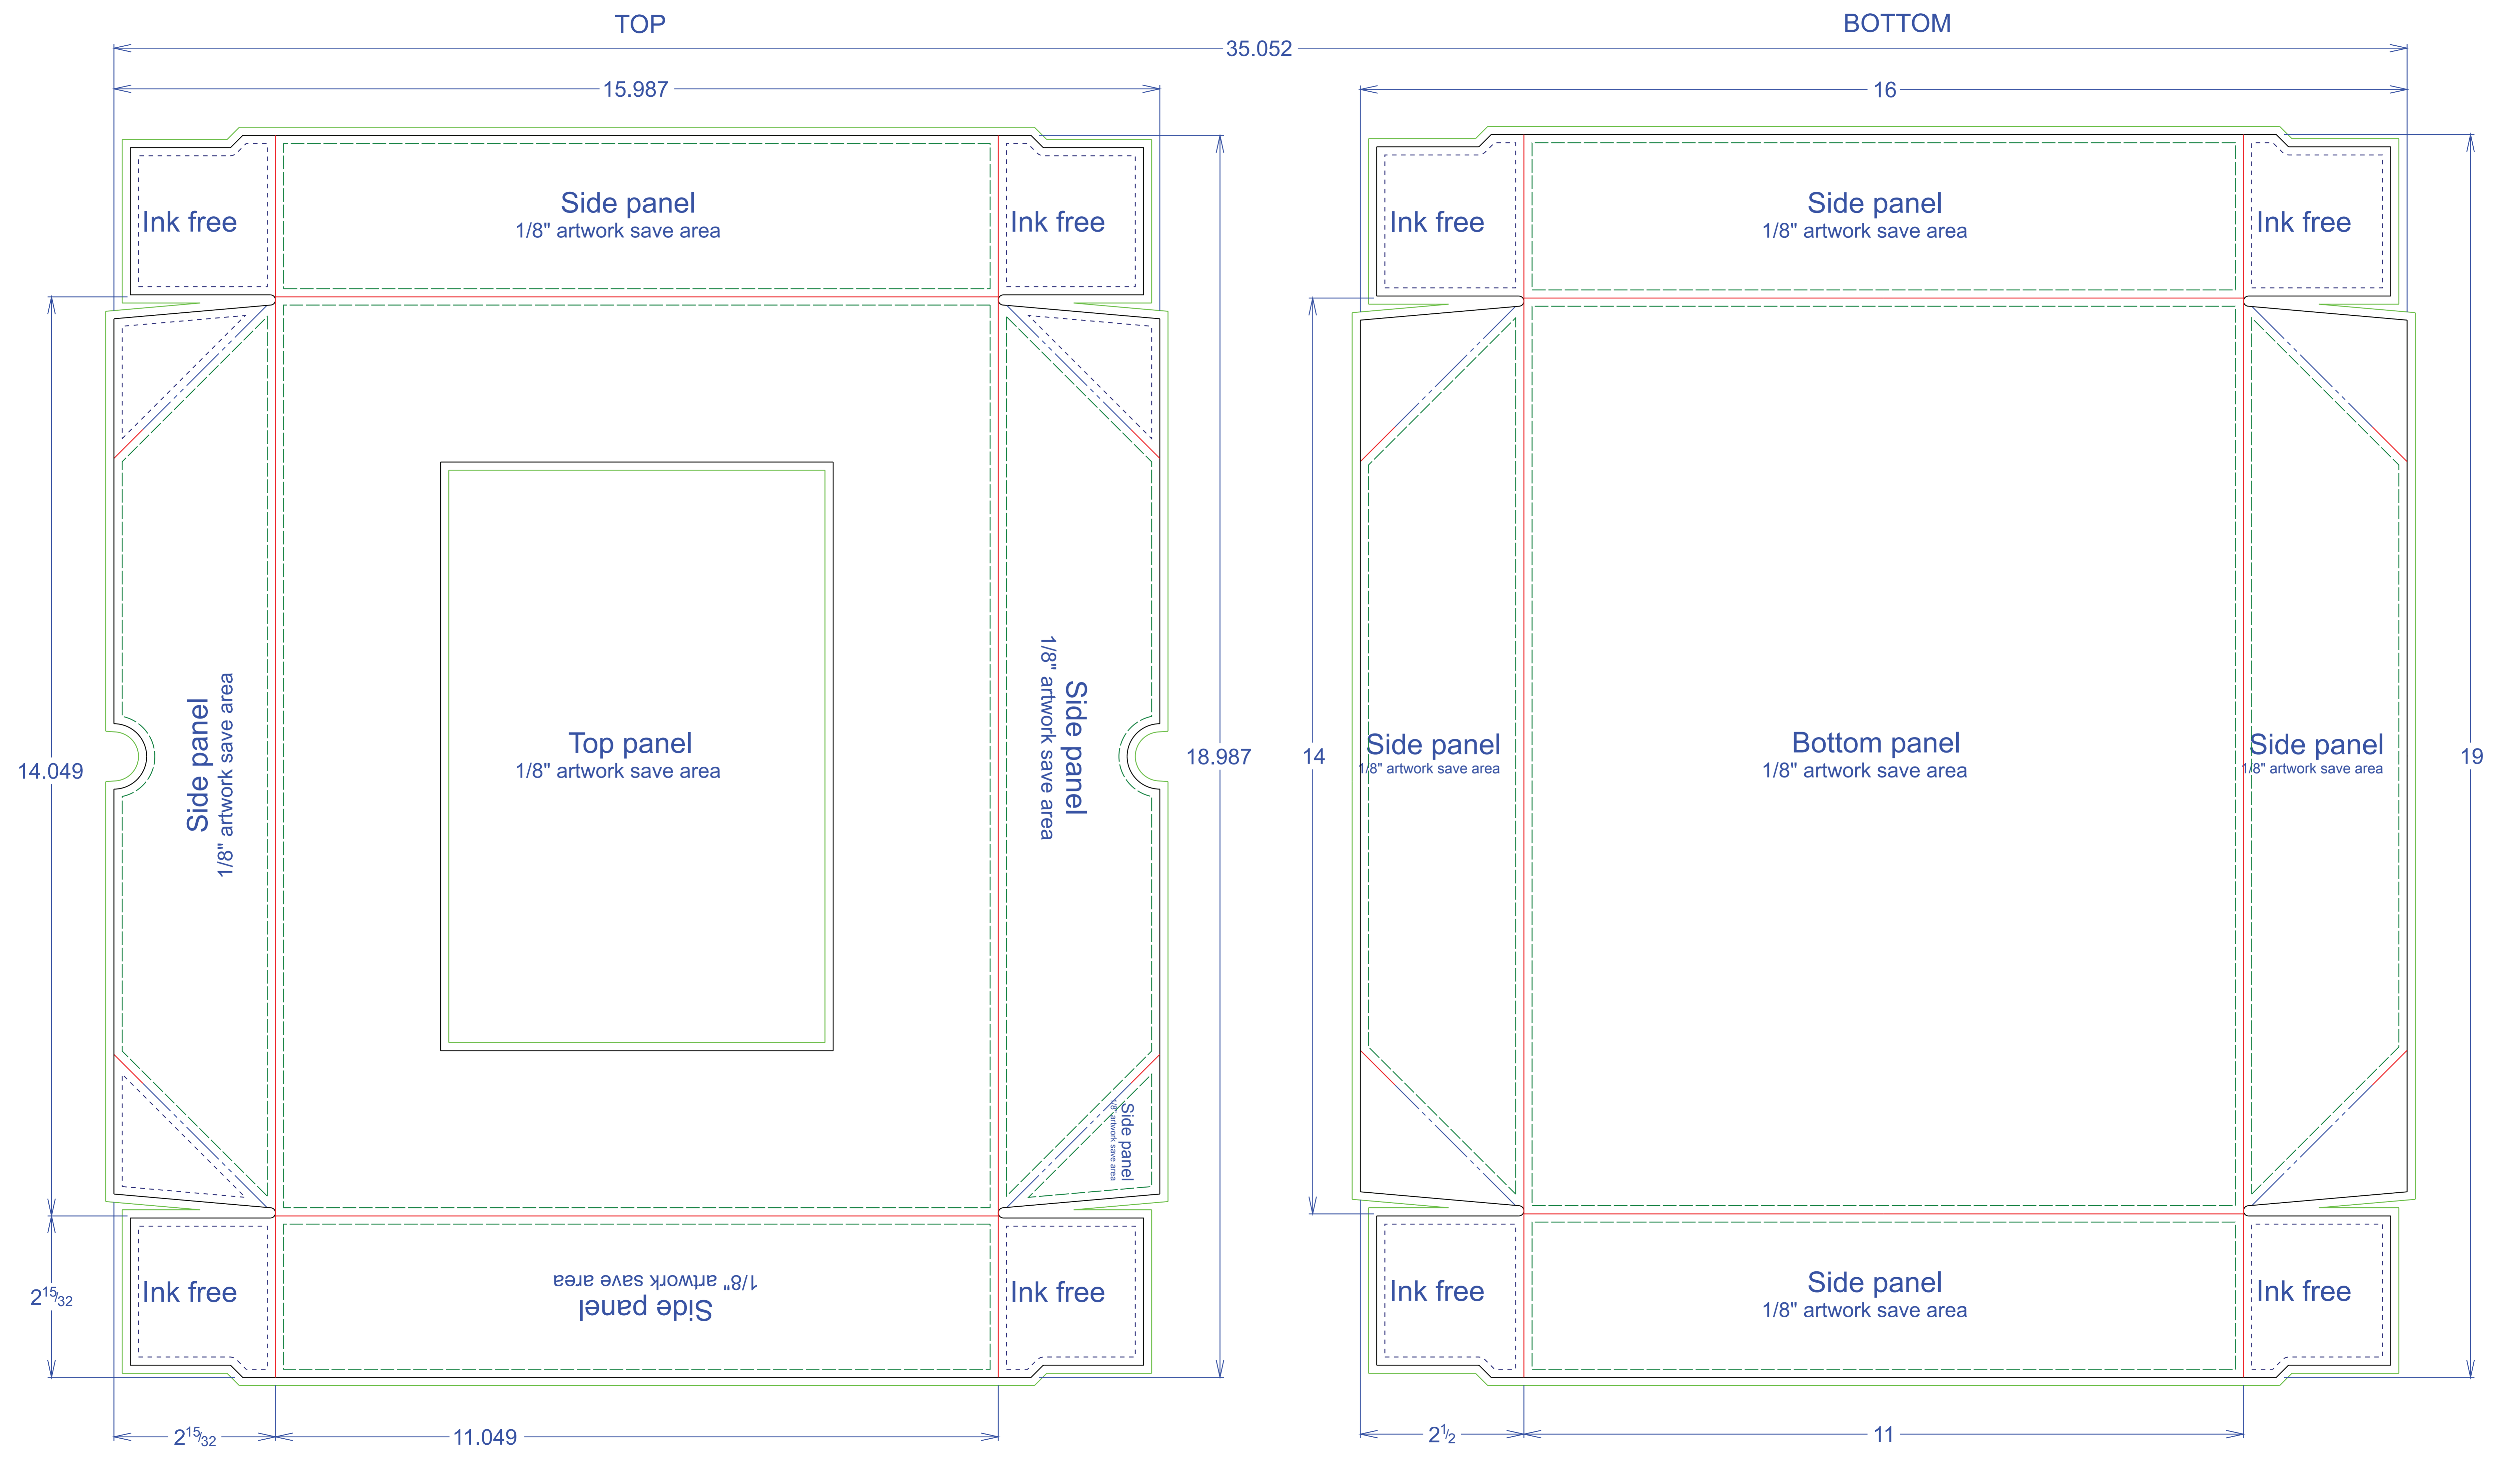 TOP
BOTTOM
35.052
15.987
16
Side panel
1/8" artwork save area
Ink free
Ink free
Side panel
1/8" artwork save area
Ink free
Ink free
14.049
Side panel
1/8" artwork save area
Top panel
1/8" artwork save area
Side panel
1/8" artwork save area
18.987
14
Side panel
1/8" artwork save area
Bottom panel
1/8" artwork save area
Side panel
1/8" artwork save area
19
Side panel
1/8" artwork save area
2 15/32
Ink free
Side panel
1/8" artwork save area
Ink free
Ink free
Side panel
1/8" artwork save area
Ink free
2 15/32
11.049
2 1/2
11